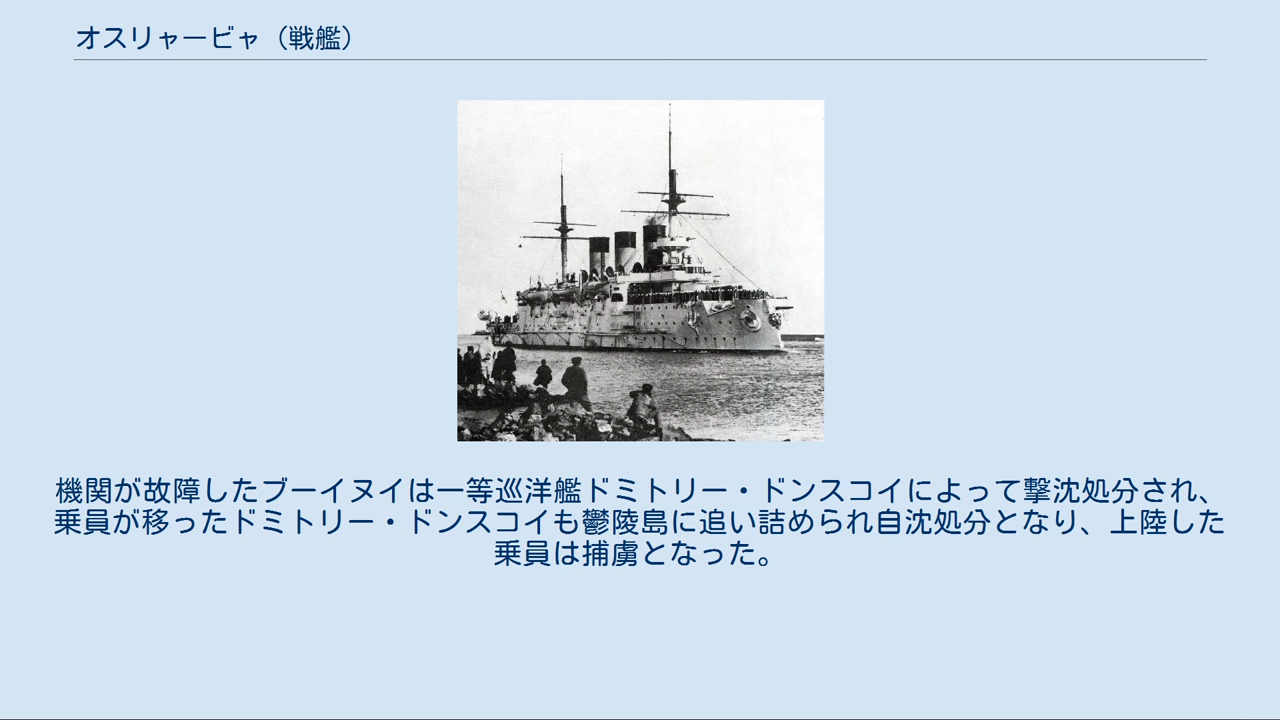 オスリャービャ（戦艦）
機関が故障したブーイヌイは一等巡洋艦ドミトリー・ドンスコイによって撃沈処分され、
乗員が移ったドミトリー・ドンスコイも鬱陵島に追い詰められ自沈処分となり、上陸した
乗員は捕虜となった。